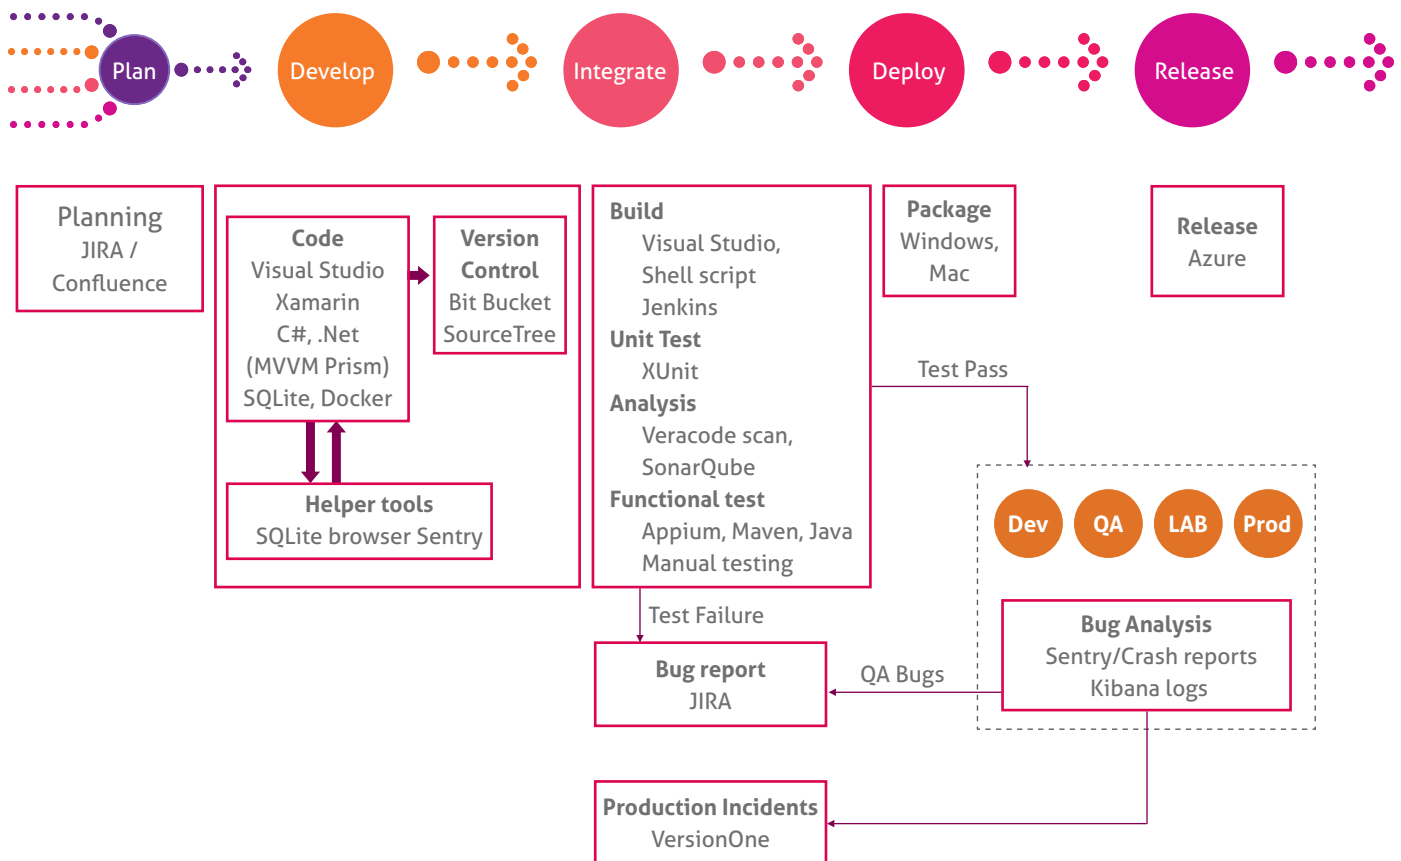 Plan
Develop
Integrate
Deploy
Release
Planning
JIRA /
Confluence
Code
Visual Studio
Xamarin
C#, .Net
(MVVM Prism)
SQLite, Docker
Version
Control
Bit Bucket
SourceTree
Helper tools
SQLite browser Sentry
Build
Visual Studio,
Shell script
Jenkins
Unit Test
XUnit
Analysis
Veracode scan,
SonarQube
Functional test
Appium, Maven, Java
Manual testing
Package
Windows,
Mac
Release
Azure
Test Pass
Dev
QA
LAB
Prod
Bug Analysis
Sentry/Crash reports
Kibana logs
Test Failure
Bug report
JIRA
QA Bugs
Production Incidents
VersionOne